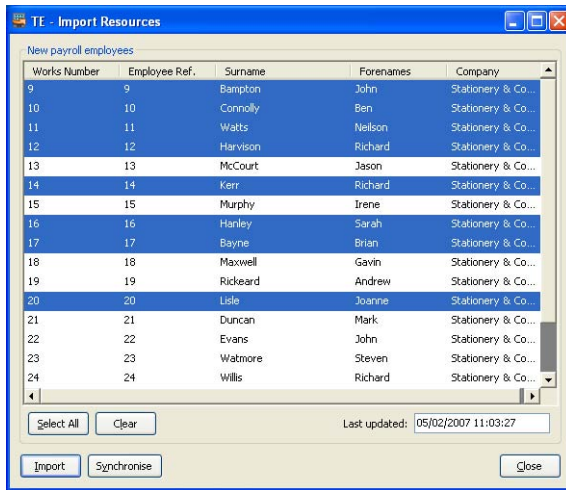 TE - Import Resources
New payroll employees
Works Number Employee Ref. Surname Forenames Company
9 9 Bampton John Stationery & Co...
10 10 Connolly Ben Stationery & Co...
11 11 Watts Neilson Stationery & Co...
12 12 Harvison Richard Stationery & Co...
13 13 McCourt Jason Stationery & Co...
14 14 Kerr Richard Stationery & Co...
15 15 Murphy Irene Stationery & Co...
16 16 Hanley Sarah Stationery & Co...
17 17 Bayne Brian Stationery & Co...
18 18 Maxwell Gavin Stationery & Co...
19 19 Rickeard Andrew Stationery & Co...
20 20 Lisle Joanne Stationery & Co...
21 21 Duncan Mark Stationery & Co...
22 22 Evans John Stationery & Co...
23 23 Watmore Steven Stationery & Co...
24 24 Willis Richard Stationery & Co...
Select All Clear Last updated: 05/02/2007 11:03:27
Import Synchronise Close